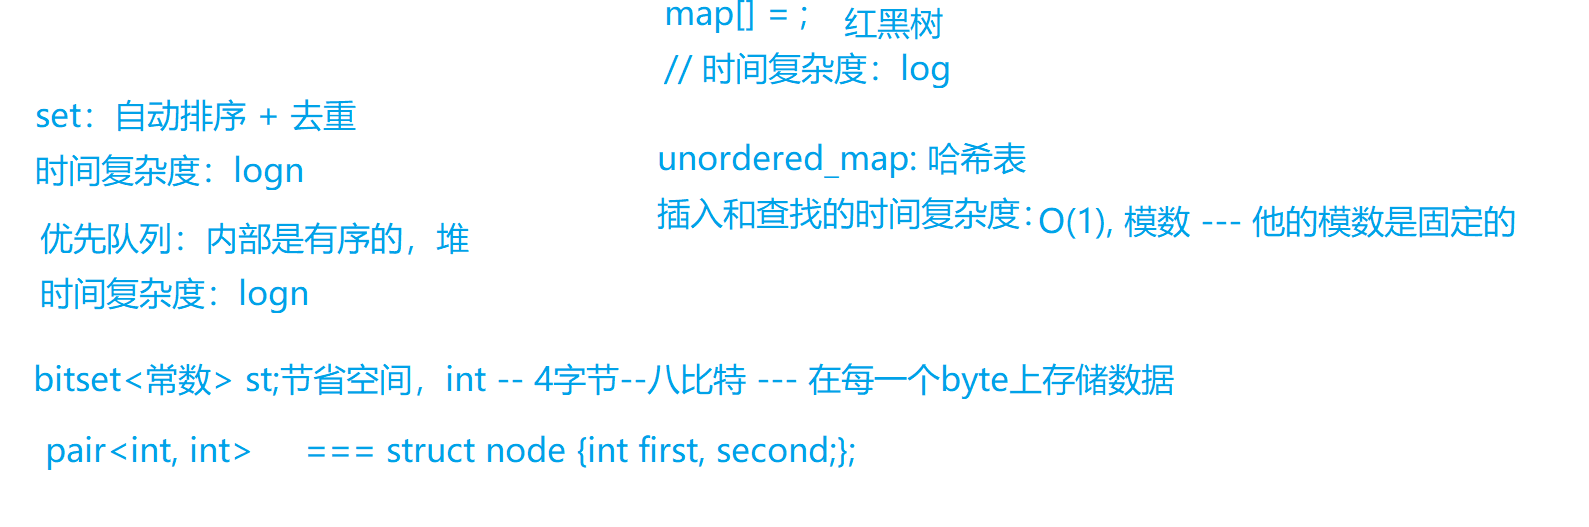 map[] = ; 红黑树
// 时间复杂度：log
set：自动排序 + 去重
时间复杂度：logn
unordered_map: 哈希表
插入和查找的时间复杂度：O(1), 模数 --- 他的模数是固定的
优先队列：内部是有序的，堆
时间复杂度：logn
bitset<常数> st;节省空间，int -- 4字节--八比特 --- 在每一个byte上存储数据
pair<int, int> === struct node {int first, second;};